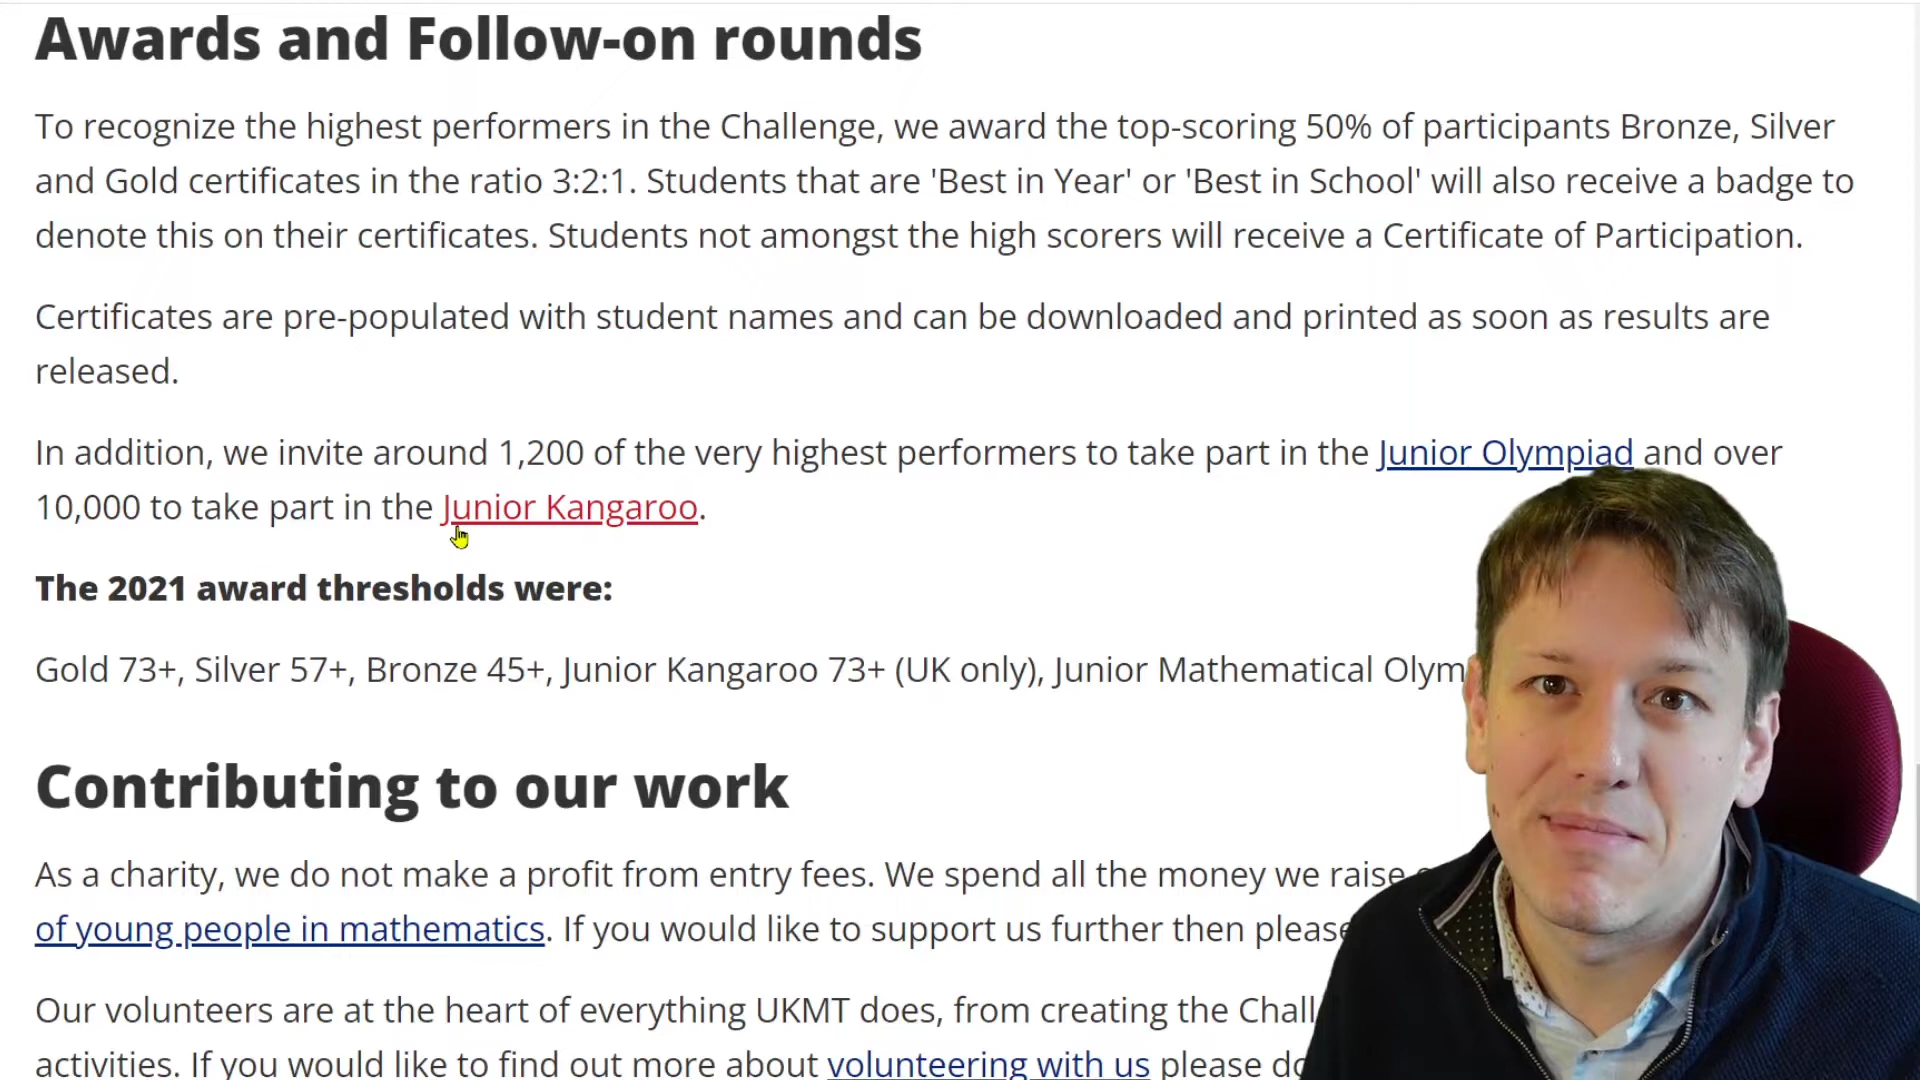 Awards and Follow-on rounds
To recognize the highest performers in the Challenge, we award the top-scoring 50% of participants Bronze, Silver
and Gold certificates in the ratio 3:2:1. Students that are 'Best in Year' or 'Best in School' will also receive a badge to
denote this on their certificates. Students not amongst the high scorers will receive a Certificate of Participation.
Certificates are pre-populated with student names and can be downloaded and printed as soon as results are
released.
In addition, we invite around 1,200 of the very highest performers to take part in the Junior Olympiad and over
10,000 to take part in the Junior Kangaroo.
The 2021 award thresholds were:
Gold 73+, Silver 57+, Bronze 45+, Junior Kangaroo 73+ (UK only), Junior Mathematical Olym
Contributing to our work
As a charity, we do not make a profit from entry fees. We spend all the money we raise
of young people in mathematics. If you would like to support us further then please
Our volunteers are at the heart of everything UKMT does, from creating the Chall
activities. If you would like to find out more about volunteering with us please do